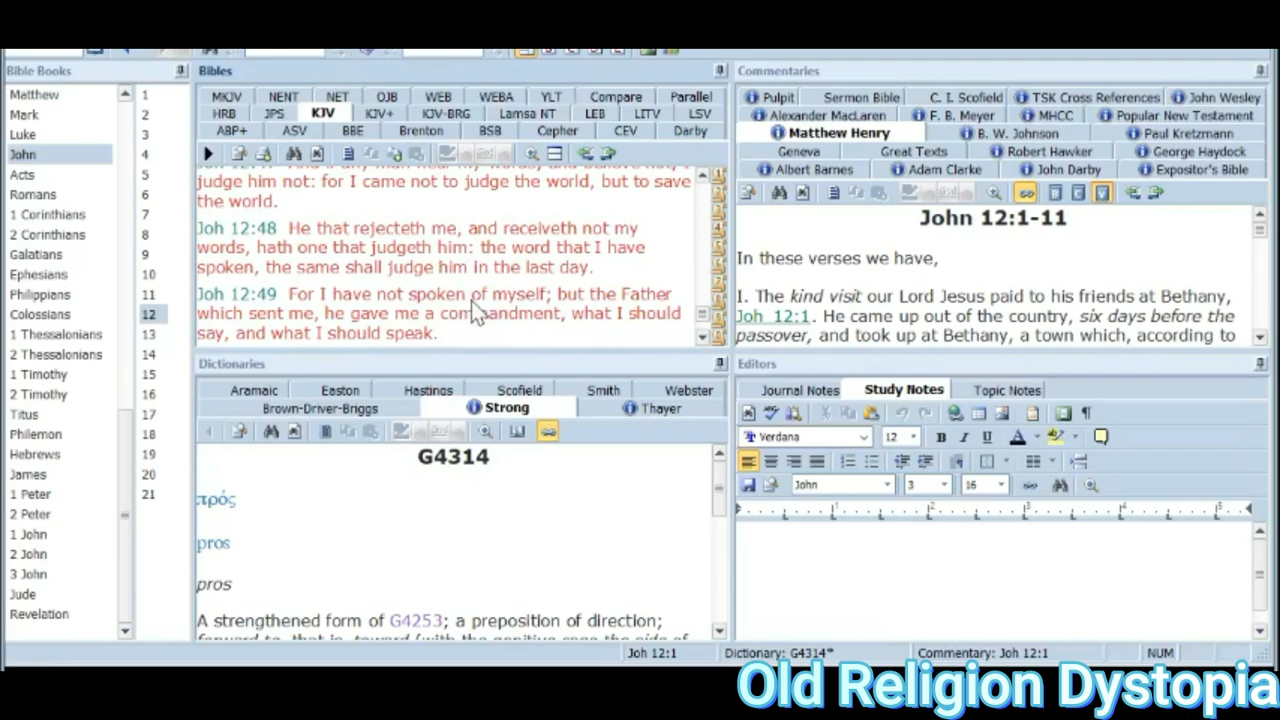 Bible Books
Matthew
Mark
Luke
John
Acts
Romans
1 Corinthians
2 Corinthians
Galatians
Ephesians
Philippians
Colossians
1 Thessalonians
2 Thessalonians
1 Timothy
2 Timothy
Titus
Philemon
Hebrews
James
1 Peter
2 Peter
1 John
2 John
3 John
Jude
Revelation
1
2
3
4
5
6
7
8
9
10
11
12
13
14
15
16
17
18
19
20
21
Bibles
MKJV NENT NET OJB WEB WEBA YLT Compare Parallel
HRB JPS KJV KJV+ KJV-BRG Lamsa NT LEB LITV LSV
ABP+ ASV BBE Brenton BSB Cepher CEV Darby
judge him not: for I came not to judge the world, but to save
the world.
Joh 12:48 He that rejecteth me, and receiveth not my
words, hath one that judgeth him: the word that I have
spoken, the same shall judge him in the last day.
Joh 12:49 For I have not spoken of myself; but the Father
which sent me, he gave me a commandment, what I should
say, and what I should speak.
Dictionaries
Aramaic Easton Hastings Scofield Smith Webster
Brown-Driver-Briggs Strong Thayer
G4314
πρός
pros
pros
A strengthened form of G4253; a preposition of direction;
Commentaries
Pulpit Sermon Bible C. I. Scofield TSK Cross References John Wesley
Alexander MacLaren F. B. Meyer MHCC Popular New Testament
Matthew Henry B. W. Johnson Paul Kretzmann
Geneva Great Texts Robert Hawker George Haydock
Albert Barnes Adam Clarke John Darby Expositor's Bible
John 12:1-11
In these verses we have,
I. The kind visit our Lord Jesus paid to his friends at Bethany,
Joh_12:1. He came up out of the country, six days before the
passover, and took up at Bethany, a town which, according to
Editors
Journal Notes Study Notes Topic Notes
Verdana 12 B I U A
John 3 16
1 2 3 4 5
Joh 12:1 Dictionary: G4314* Commentary: Joh 12:1 NUM
Old Religion Dystopia